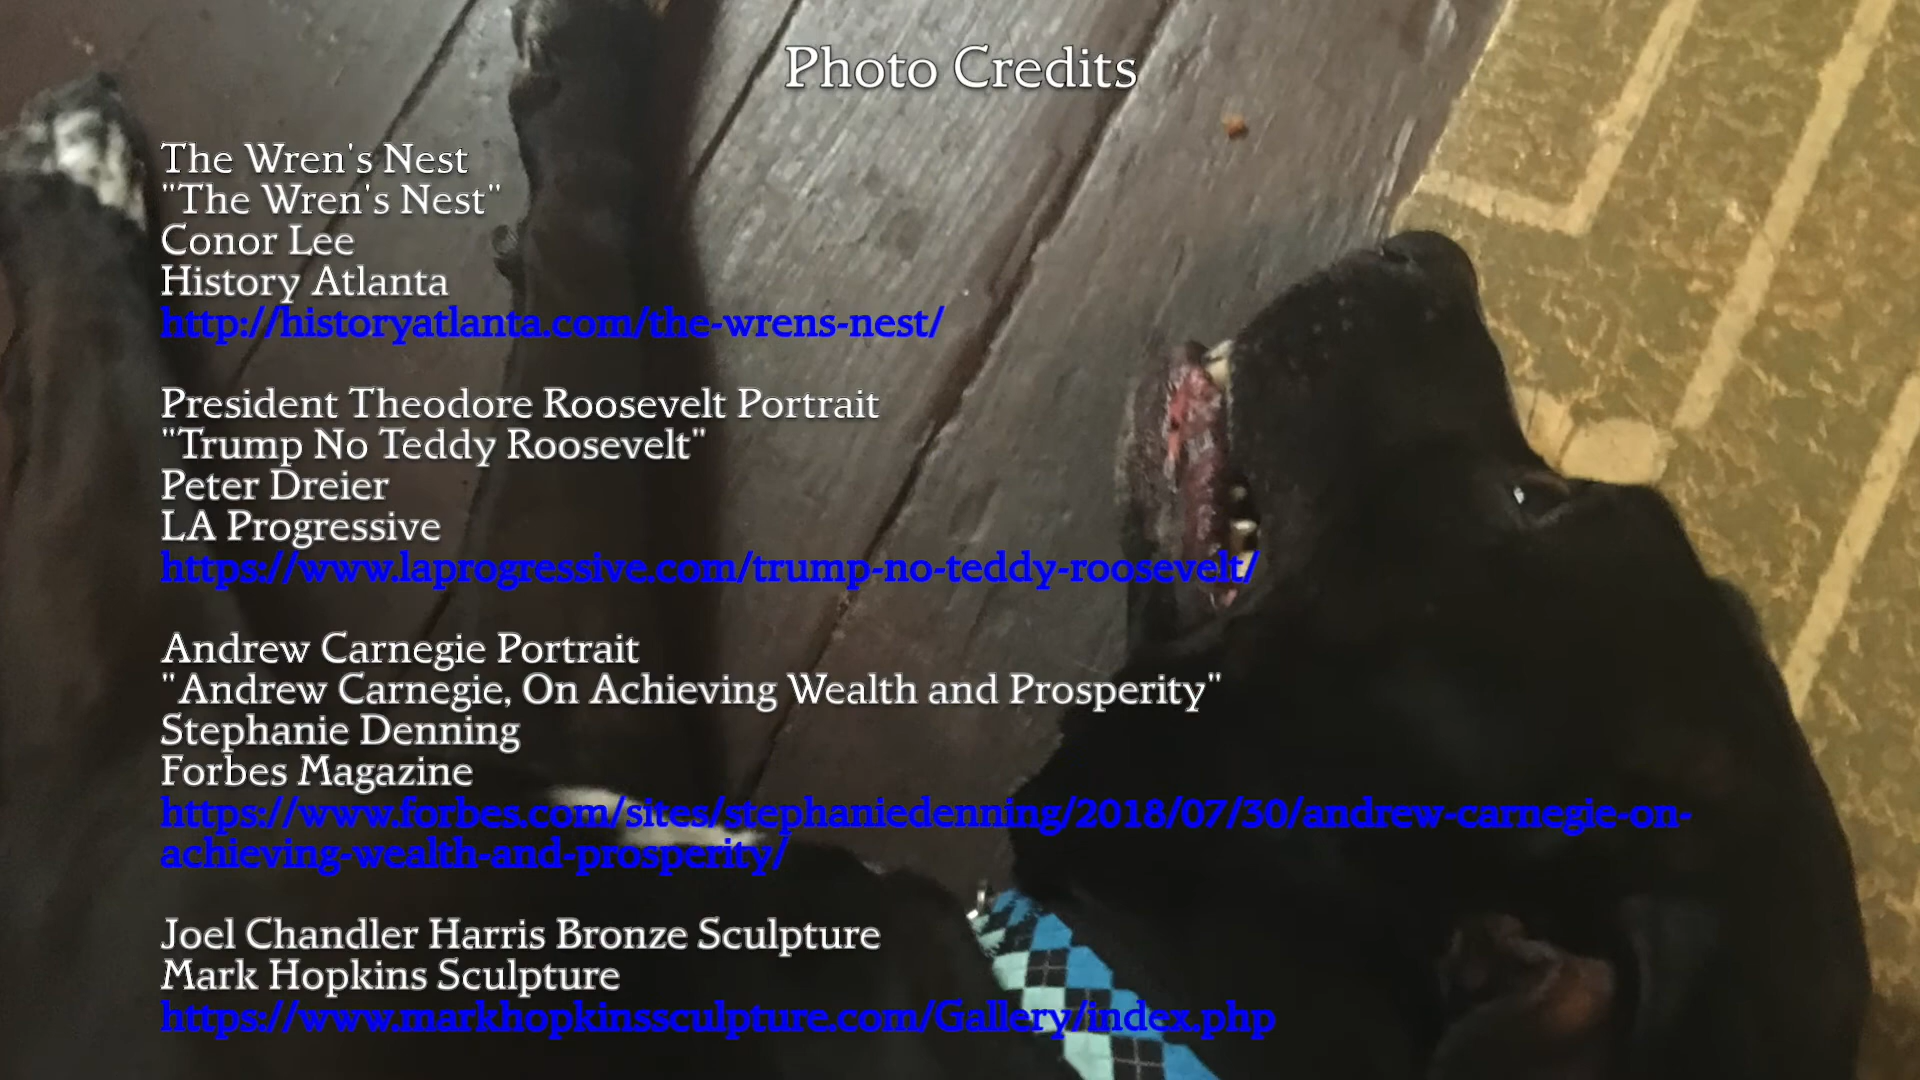 Photo Credits
The Wren's Nest
"The Wren's Nest"
Conor Lee
History Atlanta
http://historyatlanta.com/the-wrens-nest/
President Theodore Roosevelt Portrait
"Trump No Teddy Roosevelt"
Peter Dreier
LA Progressive
https://www.laprogressive.com/trump-no-teddy-roosevelt/
Andrew Carnegie Portrait
"Andrew Carnegie, On Achieving Wealth and Prosperity"
Stephanie Denning
Forbes Magazine
https://www.forbes.com/sites/stephaniedenning/2018/07/30/andrew-carnegie-on-
achieving-wealth-and-prosperity/
Joel Chandler Harris Bronze Sculpture
Mark Hopkins Sculpture
https://www.markhopkinssculpture.com/Gallery/index.php